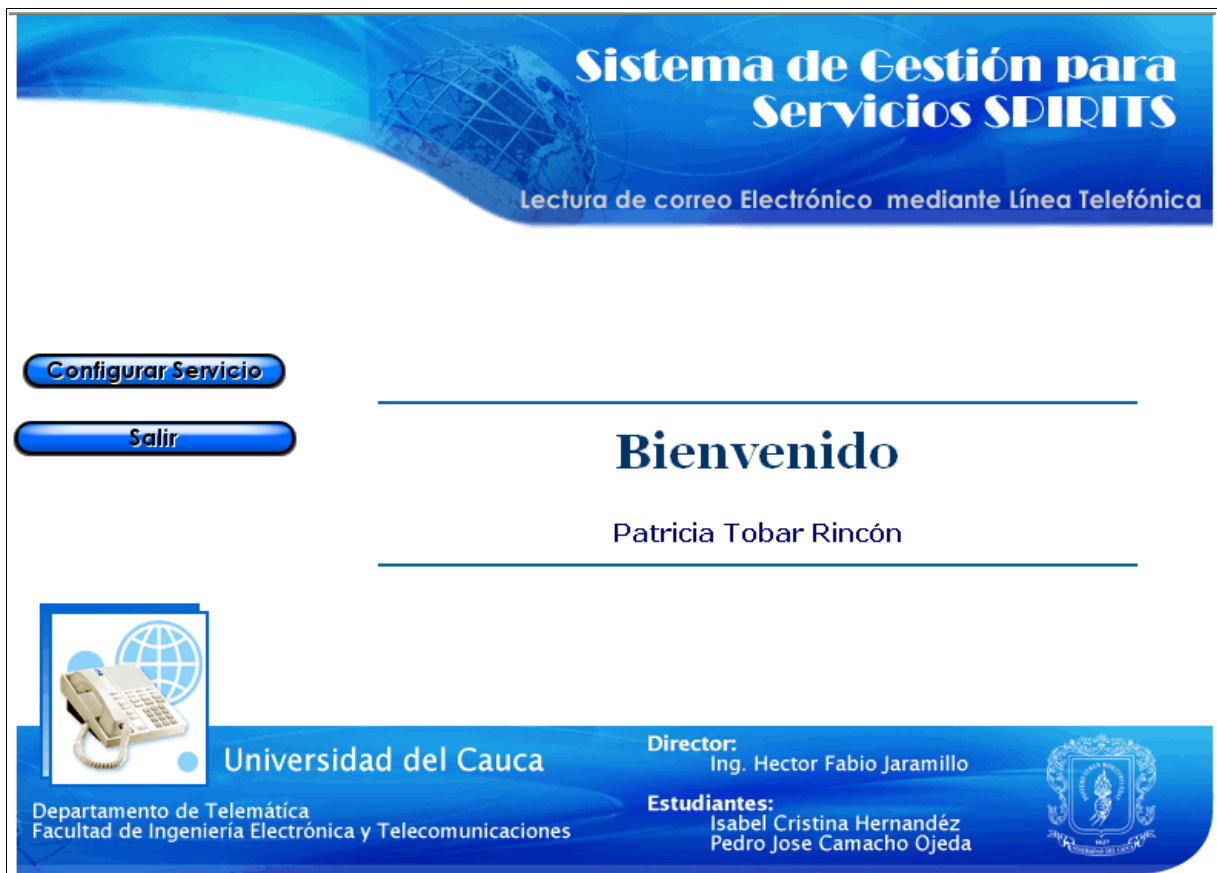 Sistema de Gestión para
Servicios SPIRITS
Lectura de correo Electrónico mediante Línea Telefónica
Configurar Servicio
Salir
Bienvenido
Patricia Tobar Rincón
Universidad del Cauca
Departamento de Telemática
Facultad de Ingeniería Electrónica y Telecomunicaciones
Director:
Ing. Hector Fabio Jaramillo
Estudiantes:
Isabel Cristina Hernandéz
Pedro Jose Camacho Ojeda